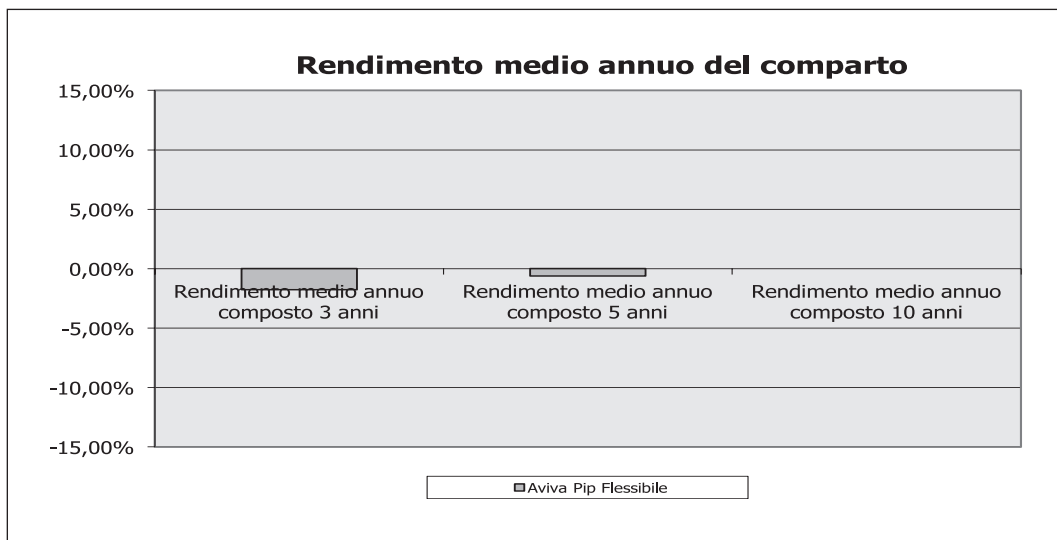 Rendimento medio annuo del comparto
15,00%
10,00%
5,00%
0,00%
-5,00%
-10,00%
-15,00%
Rendimento medio annuo
composto 3 anni
Rendimento medio annuo
composto 5 anni
Rendimento medio annuo
composto 10 anni
Aviva Pip Flessibile